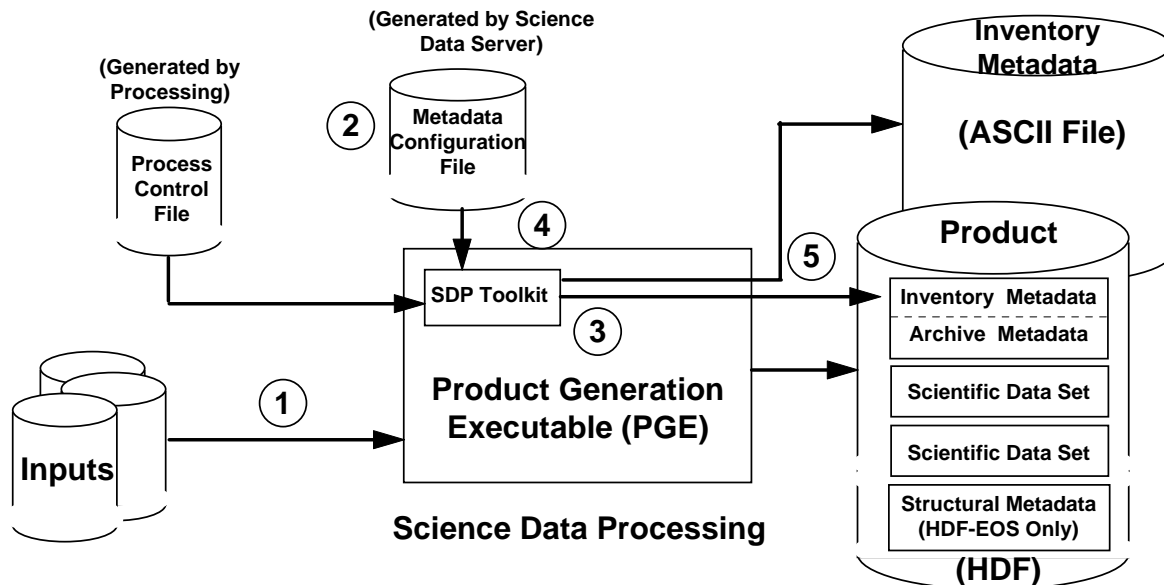 (Generated by
Processing)
Process
Control
File
(Generated by Science
Data Server)
2
Metadata
Configuration
File
4
Inventory
Metadata
(ASCII File)
1
Inputs
SDP Toolkit
3
5
Product Generation
Executable (PGE)
Science Data Processing
Product
Inventory Metadata
Archive Metadata
Scientific Data Set
Scientific Data Set
Structural Metadata
(HDF-EOS Only)
(HDF)